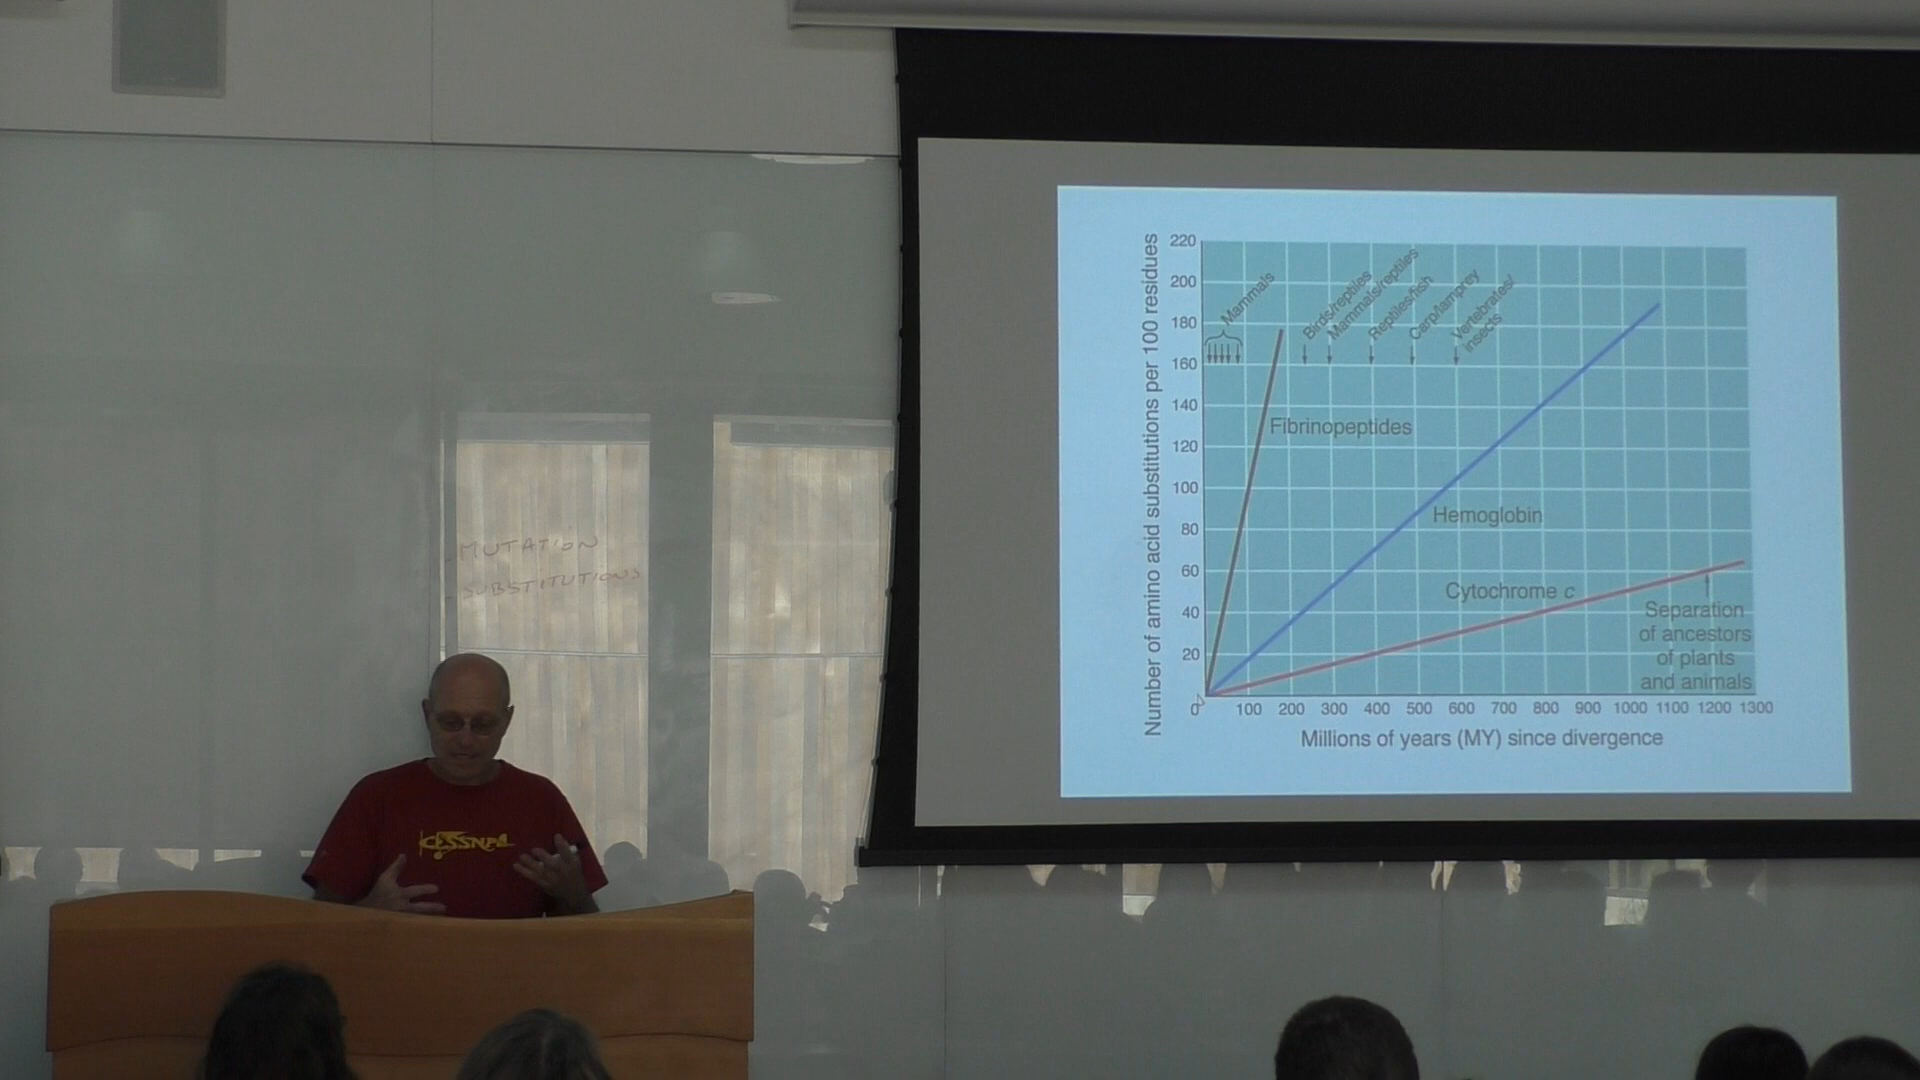 - MUTATION
- SUBSTITUTIONS
CESSNA
Number of amino acid substitutions per 100 residues
220
200
180
160
140
120
100
80
60
40
20
0
Mammals
Birds/reptiles
Mammals/reptiles
Reptiles/fish
Carp/lamprey
Vertebrates/
insects
Fibrinopeptides
Hemoglobin
Cytochrome c
Separation
of ancestors
of plants
and animals
100 200 300 400 500 600 700 800 900 1000 1100 1200 1300
Millions of years (MY) since divergence